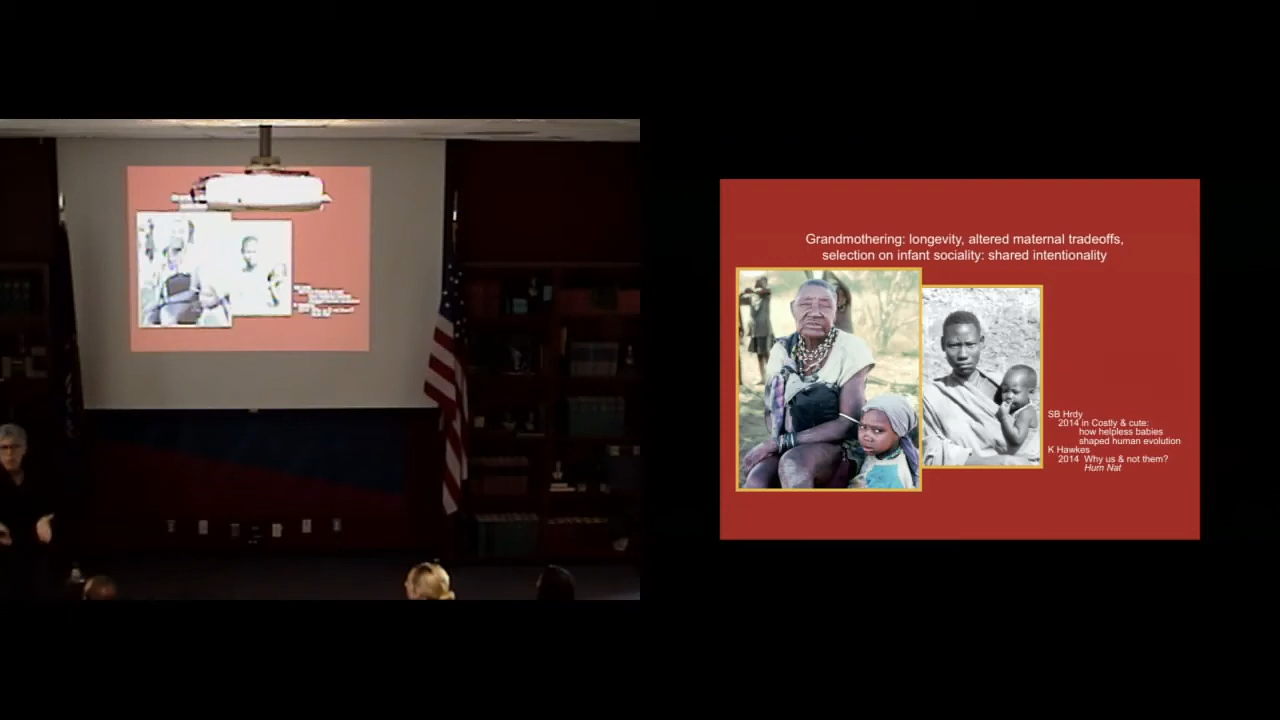 Grandmothering: longevity, altered maternal tradeoffs,
selection on infant sociality: shared intentionality
SB Hrdy
2014 in Costly & cute:
how helpless babies
shaped human evolution
K Hawkes
2014 Why us & not them?
Hum Nat